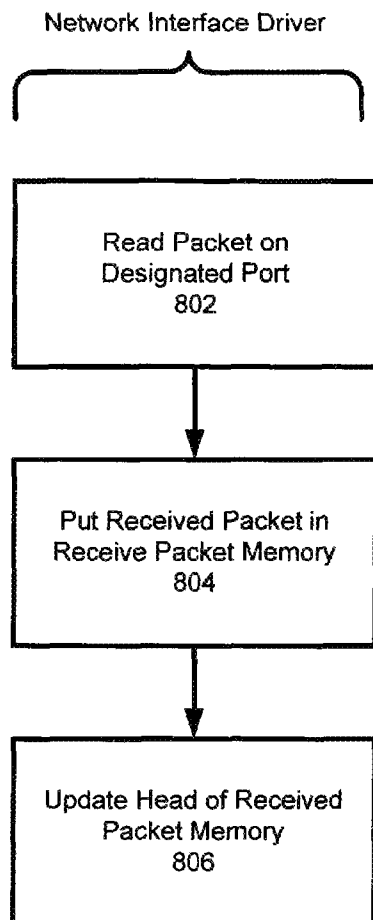 Network Interface Driver
Read Packet on
Designated Port
802
Put Received Packet in
Receive Packet Memory
804
Update Head of Received
Packet Memory
806